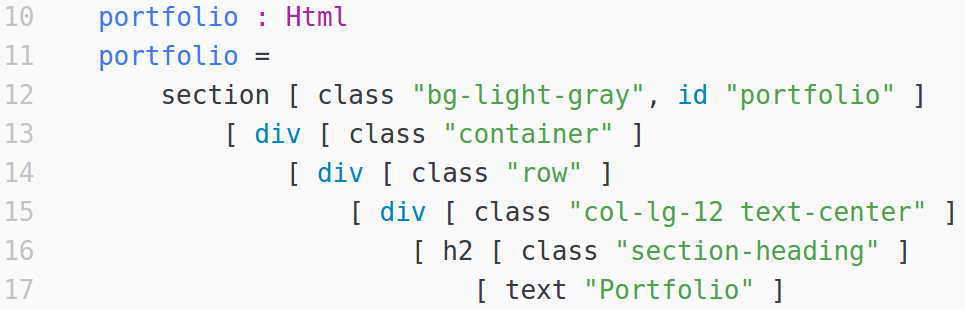 10 portfolio : Html
11 portfolio =
12 section [ class "bg-light-gray", id "portfolio" ]
13 [ div [ class "container" ]
14 [ div [ class "row" ]
15 [ div [ class "col-lg-12 text-center" ]
16 [ h2 [ class "section-heading" ]
17 [ text "Portfolio" ]